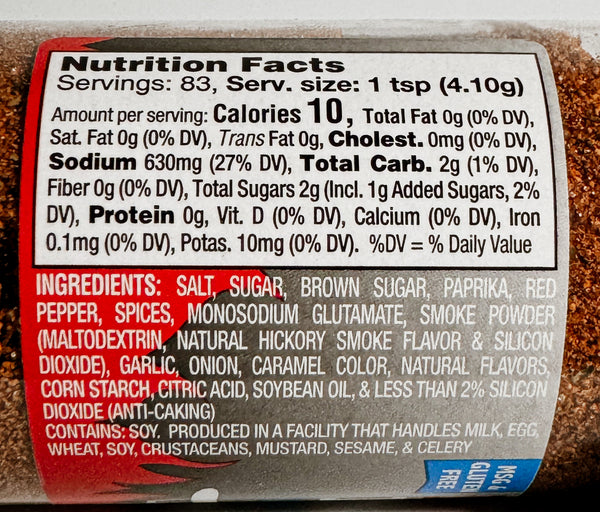 Nutrition Facts
Servings: 83, Serv. size: 1 tsp (4.10g)
Amount per serving: Calories 10, Total Fat 0g (0% DV),
Sat. Fat 0g (0% DV), Trans Fat 0g, Cholest. 0mg (0% DV),
Sodium 630mg (27% DV), Total Carb. 2g (1% DV),
Fiber 0g (0% DV), Total Sugars 2g (Incl. 1g Added Sugars, 2%
DV), Protein 0g, Vit. D (0% DV), Calcium (0% DV), Iron
0.1mg (0% DV), Potas. 10mg (0% DV). %DV = % Daily Value
INGREDIENTS: SALT, SUGAR, BROWN SUGAR, PAPRIKA, RED
PEPPER, SPICES, MONOSODIUM GLUTAMATE, SMOKE POWDER
(MALTODEXTRIN, NATURAL HICKORY SMOKE FLAVOR & SILICON
DIOXIDE), GARLIC, ONION, CARAMEL COLOR, NATURAL FLAVORS,
CORN STARCH, CITRIC ACID, SOYBEAN OIL, & LESS THAN 2% SILICON
DIOXIDE (ANTI-CAKING)
CONTAINS: SOY. PRODUCED IN A FACILITY THAT HANDLES MILK, EGG,
WHEAT, SOY, CRUSTACEANS, MUSTARD, SESAME, & CELERY
MSG &
GLUTEN
FREE